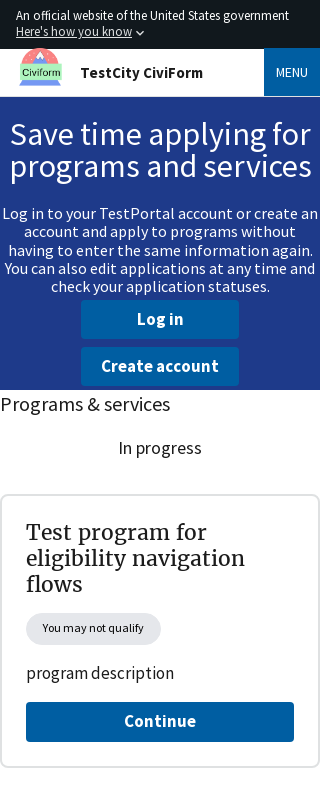 An official website of the United States government
Here's how you know
Civiform
TestCity CiviForm
MENU
Save time applying for
programs and services
Log in to your TestPortal account or create an
account and apply to programs without
having to enter the same information again.
You can also edit applications at any time and
check your application statuses.
Log in
Create account
Programs & services
In progress
Test program for
eligibility navigation
flows
You may not qualify
program description
Continue